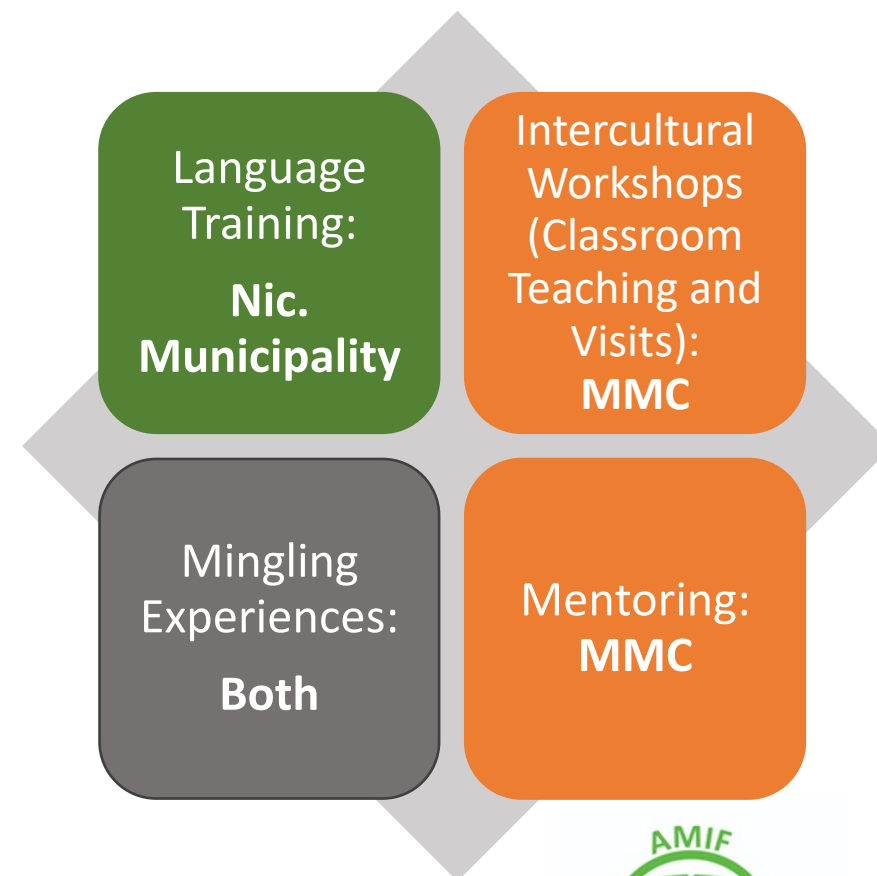 Language
Training:
Nic.
Municipality
Intercultural
Workshops
(Classroom
Teaching and
Visits):
MMC
Mingling
Experiences:
Both
Mentoring:
MMC
AMIF